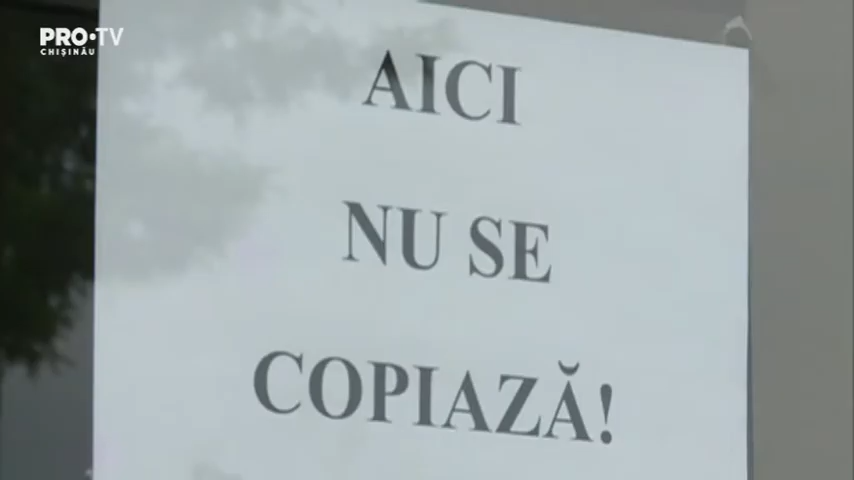 PRO•TV
CHIȘINĂU
AICI
NU SE
COPIAZĂ!